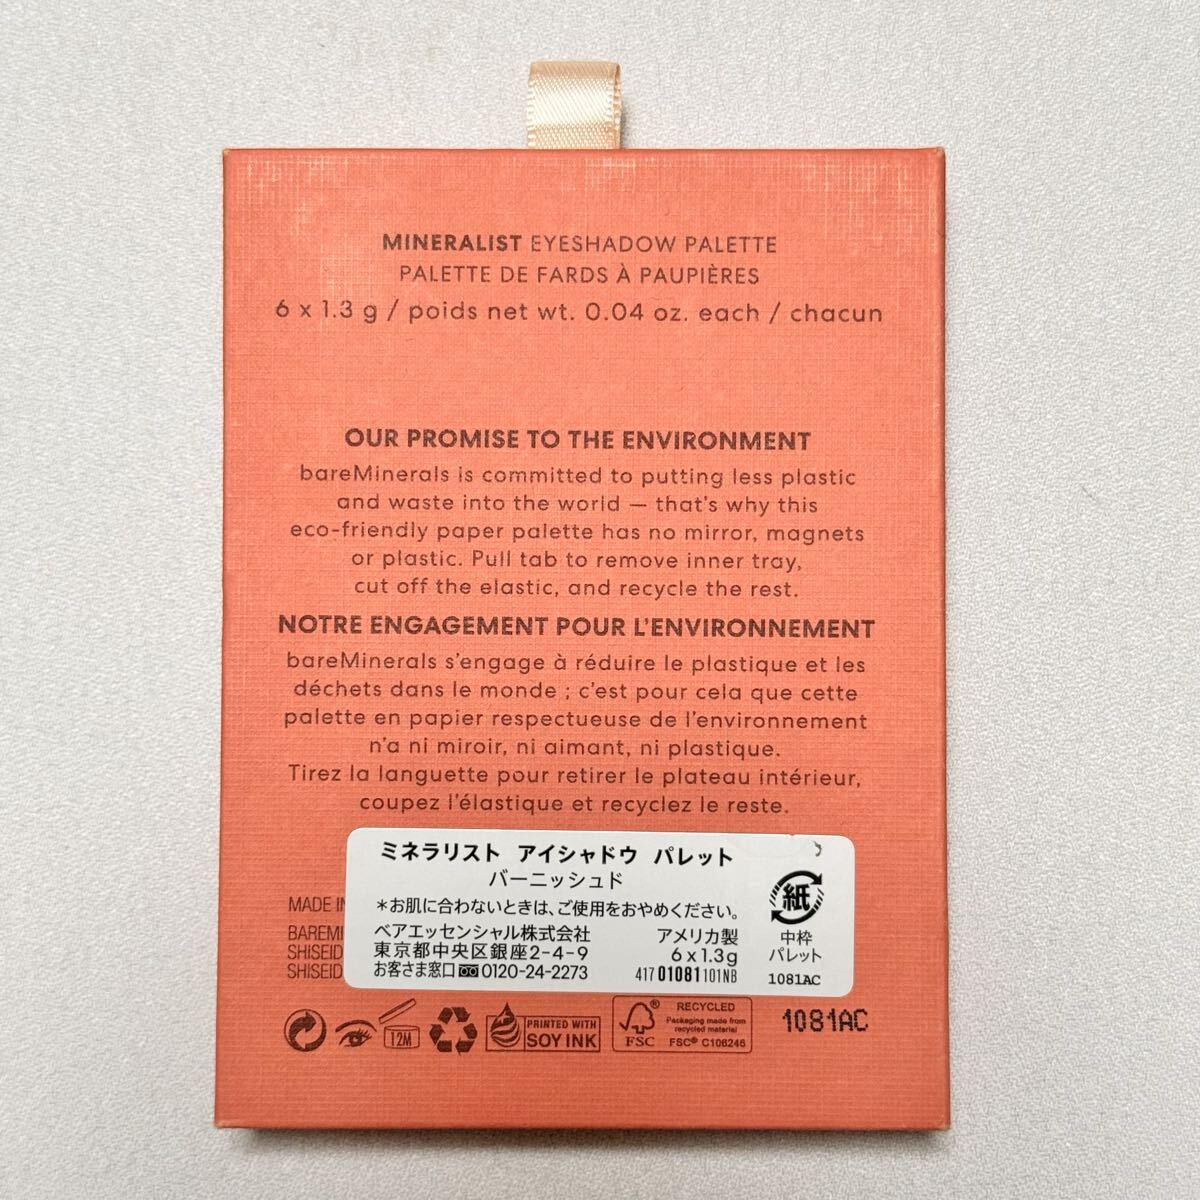 MINERALIST EYESHADOW PALETTE
PALETTE DE FARDS À PAUPIÈRES
6 x 1.3 g / poids net wt. 0.04 oz. each / chacun
OUR PROMISE TO THE ENVIRONMENT
bareMinerals is committed to putting less plastic
and waste into the world — that's why this
eco-friendly paper palette has no mirror, magnets
or plastic. Pull tab to remove inner tray,
cut off the elastic, and recycle the rest.
NOTRE ENGAGEMENT POUR L'ENVIRONNEMENT
bareMinerals s'engage à réduire le plastique et les
déchets dans le monde ; c'est pour cela que cette
palette en papier respectueuse de l'environnement
n'a ni miroir, ni aimant, ni plastique.
Tirez la languette pour retirer le plateau intérieur,
coupez l'élastique et recyclez le reste.
MADE IN
BAREMI
SHISEID
SHISEID
ミネラリスト アイシャドウ パレット
バーニッシュド
*お肌に合わないときは、ご使用をおやめください。
ベアエッセンシャル株式会社 アメリカ製
東京都中央区銀座2-4-9 6x1.3g
お客さま窓口 0120-24-2273 417 01081 101NB
紙
中枠
パレット
1081AC
12M
PRINTED WITH
SOY INK
FSC®
RECYCLED
Packaging made from
recycled material
FSC® C106246
1081AC